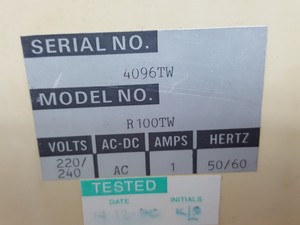 SERIAL NO.
4096TW
MODEL NO.
R100TW
VOLTS AC-DC AMPS HERTZ
220/
240 AC 1 50/60
TESTED
DATE INITIALS